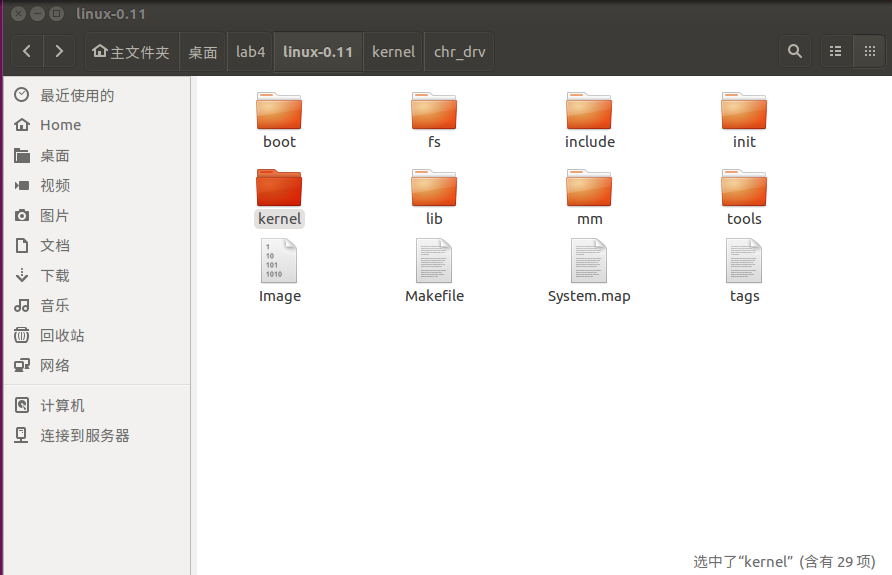 linux-0.11
主文件夹 桌面 lab4 linux-0.11 kernel chr_drv
最近使用的
Home
桌面
视频
图片
文档
下载
音乐
回收站
网络
计算机
连接到服务器
boot fs include init
kernel lib mm tools
1
10
101
1010
Image Makefile System.map tags
选中了“kernel” (含有 29 项)